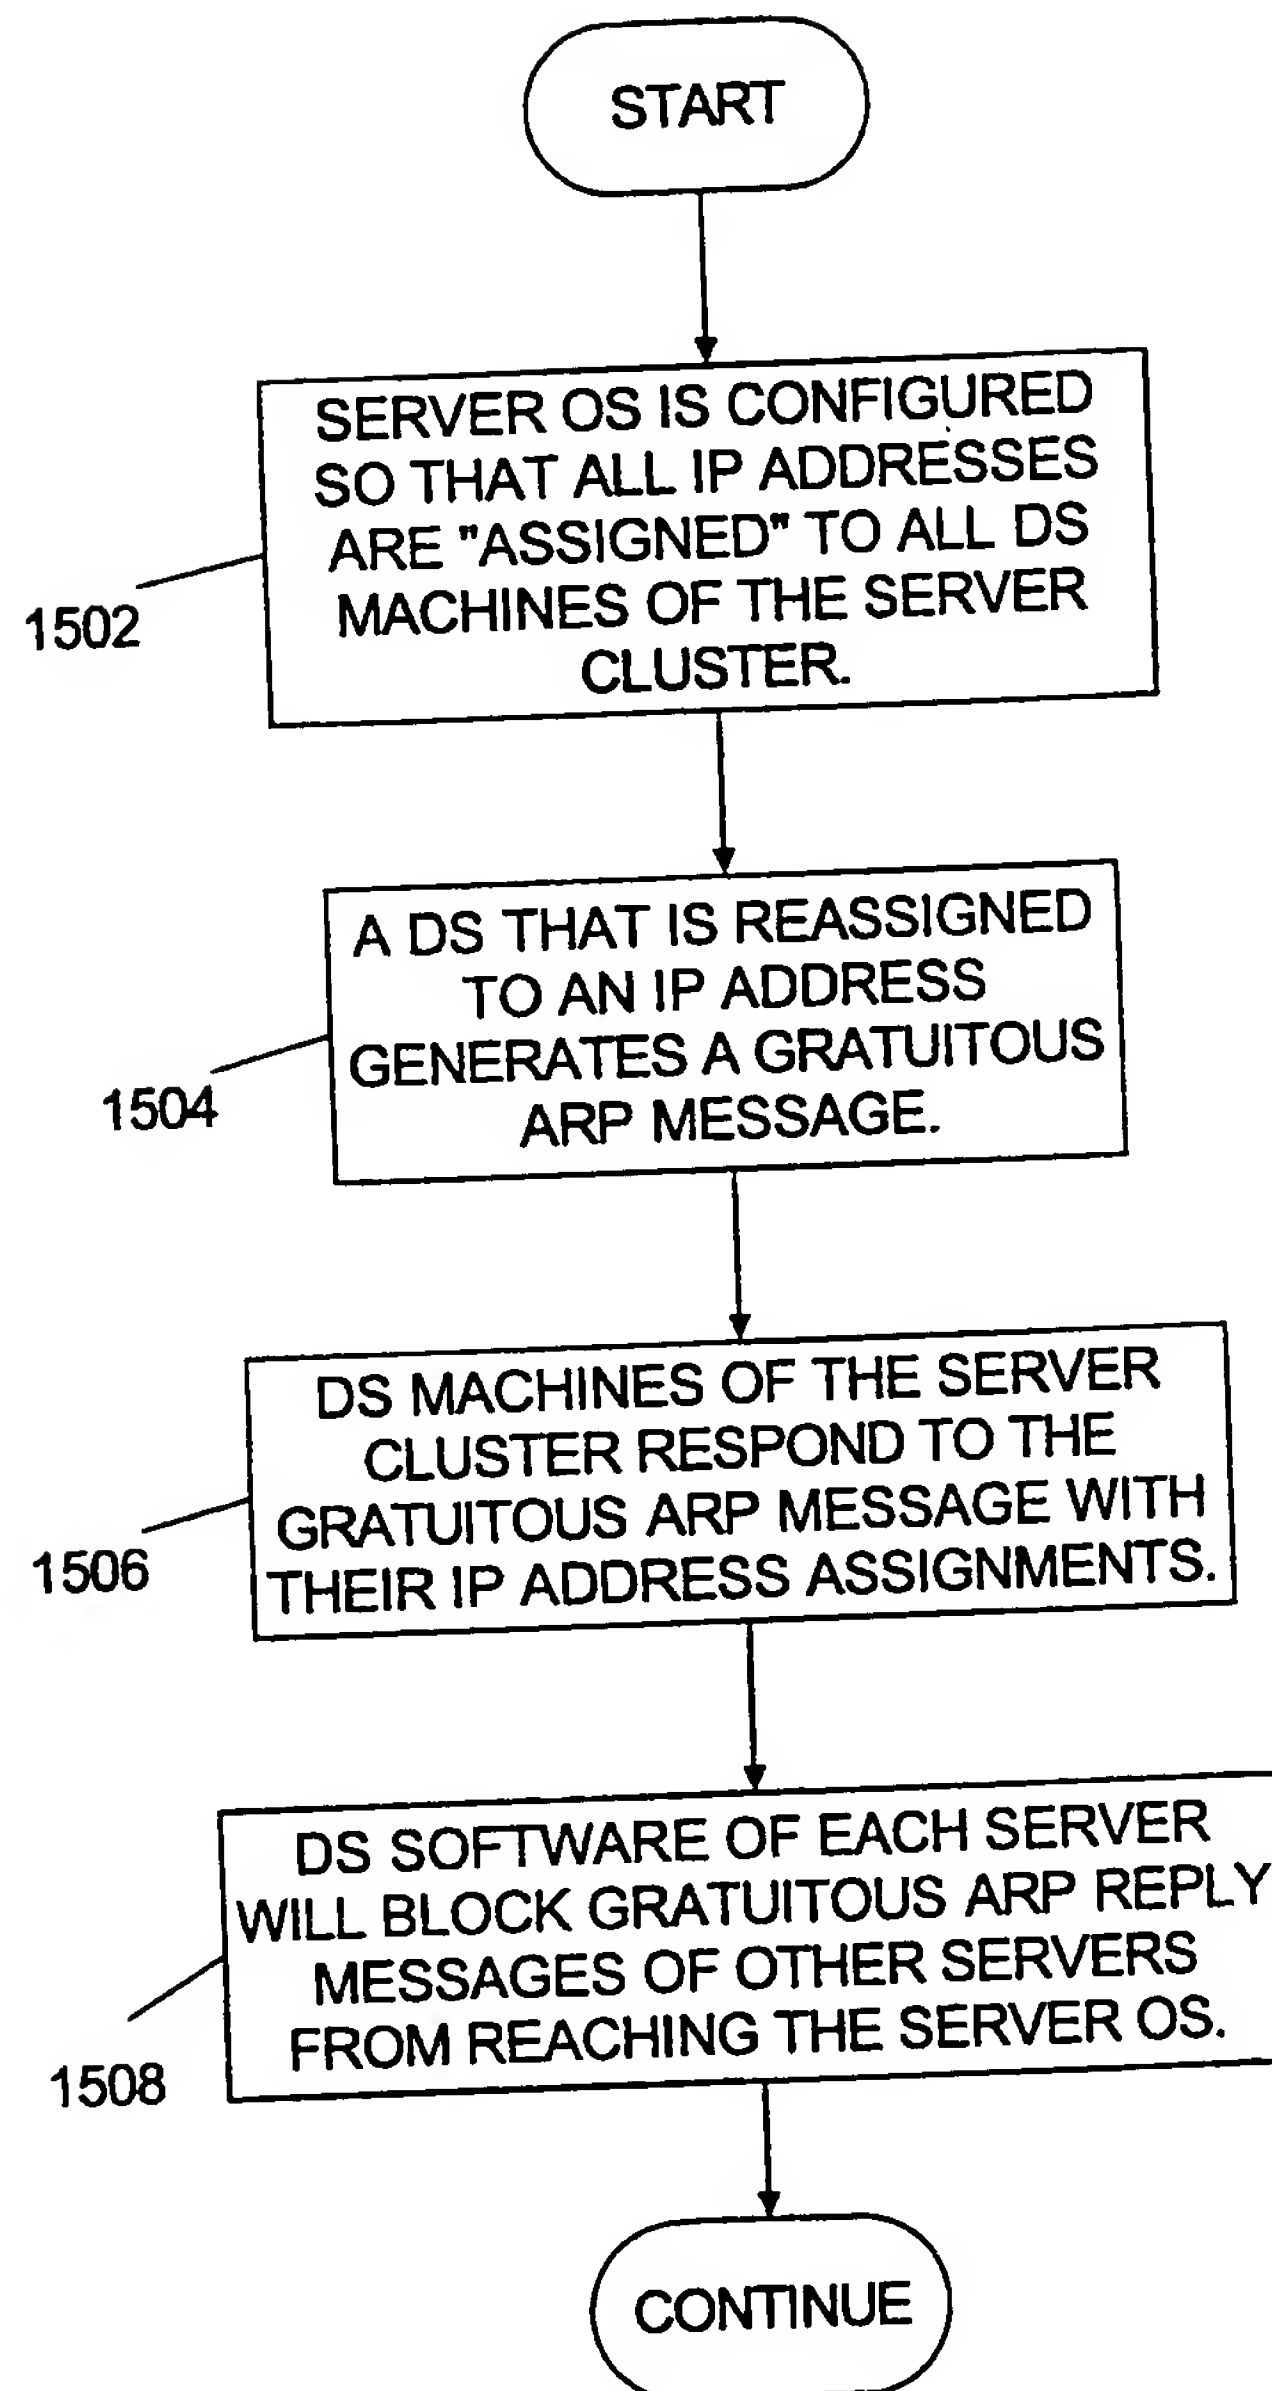 START
SERVER OS IS CONFIGURED
SO THAT ALL IP ADDRESSES
ARE "ASSIGNED" TO ALL DS
MACHINES OF THE SERVER
CLUSTER.
1502
A DS THAT IS REASSIGNED
TO AN IP ADDRESS
GENERATES A GRATUITOUS
ARP MESSAGE.
1504
DS MACHINES OF THE SERVER
CLUSTER RESPOND TO THE
GRATUITOUS ARP MESSAGE WITH
THEIR IP ADDRESS ASSIGNMENTS.
1506
DS SOFTWARE OF EACH SERVER
WILL BLOCK GRATUITOUS ARP REPLY
MESSAGES OF OTHER SERVERS
FROM REACHING THE SERVER OS.
1508
CONTINUE